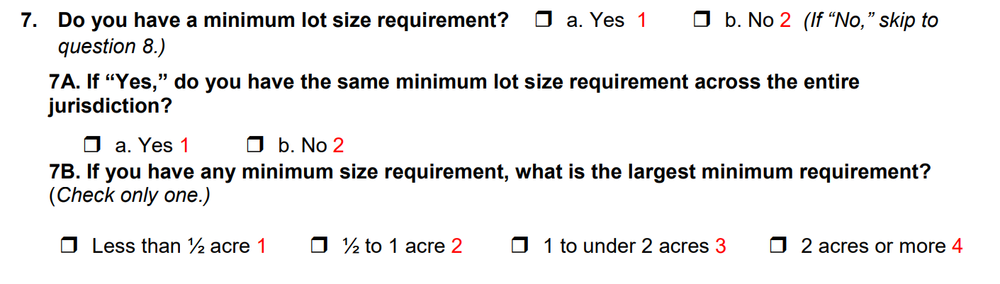 7. Do you have a minimum lot size requirement? ❒ a. Yes 1 ❒ b. No 2 (If “No,” skip to
question 8.)
7A. If “Yes,” do you have the same minimum lot size requirement across the entire
jurisdiction?
❒ a. Yes 1 ❒ b. No 2
7B. If you have any minimum size requirement, what is the largest minimum requirement?
(Check only one.)
❒ Less than ½ acre 1 ❒ ½ to 1 acre 2 ❒ 1 to under 2 acres 3 ❒ 2 acres or more 4